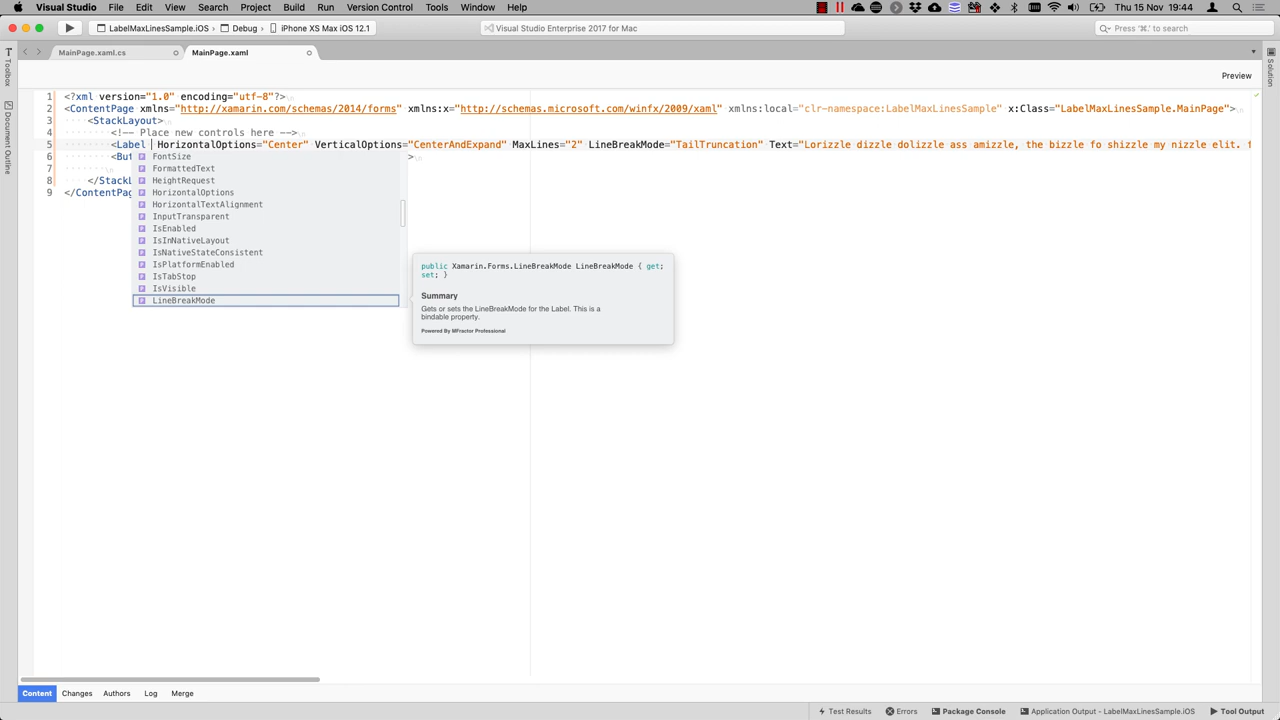 Visual Studio File Edit View Search Project Build Run Version Control Tools Window Help Thu 15 Nov 19:44
LabelMaxLinesSample.iOS Debug iPhone XS Max iOS 12.1 Visual Studio Enterprise 2017 for Mac Press '⌘.' to search
MainPage.xaml.cs MainPage.xaml
Toolbox
Document Outline
Solution
Preview
1 <?xml version="1.0" encoding="utf-8"?>
2 <ContentPage xmlns="http://xamarin.com/schemas/2014/forms" xmlns:x="http://schemas.microsoft.com/winfx/2009/xaml" xmlns:local="clr-namespace:LabelMaxLinesSample" x:Class="LabelMaxLinesSample.MainPage">
3 <StackLayout>
4 <!-- Place new controls here -->
5 <Label HorizontalOptions="Center" VerticalOptions="CenterAndExpand" MaxLines="2" LineBreakMode="TailTruncation" Text="Lorizzle dizzle dolizzle ass amizzle, the bizzle fo shizzle my nizzle elit. f
6 <But >
7
8 </StackL
9 </ContentPag
FontSize
FormattedText
HeightRequest
HorizontalOptions
HorizontalTextAlignment
InputTransparent
IsEnabled
IsInNativeLayout
IsNativeStateConsistent
IsPlatformEnabled
IsTabStop
IsVisible
LineBreakMode
public Xamarin.Forms.LineBreakMode LineBreakMode { get;
set; }
Summary
Gets or sets the LineBreakMode for the Label. This is a
bindable property.
Powered By MFractor Professional
Content Changes Authors Log Merge
Test Results Errors Package Console Application Output - LabelMaxLinesSample.iOS Tool Output